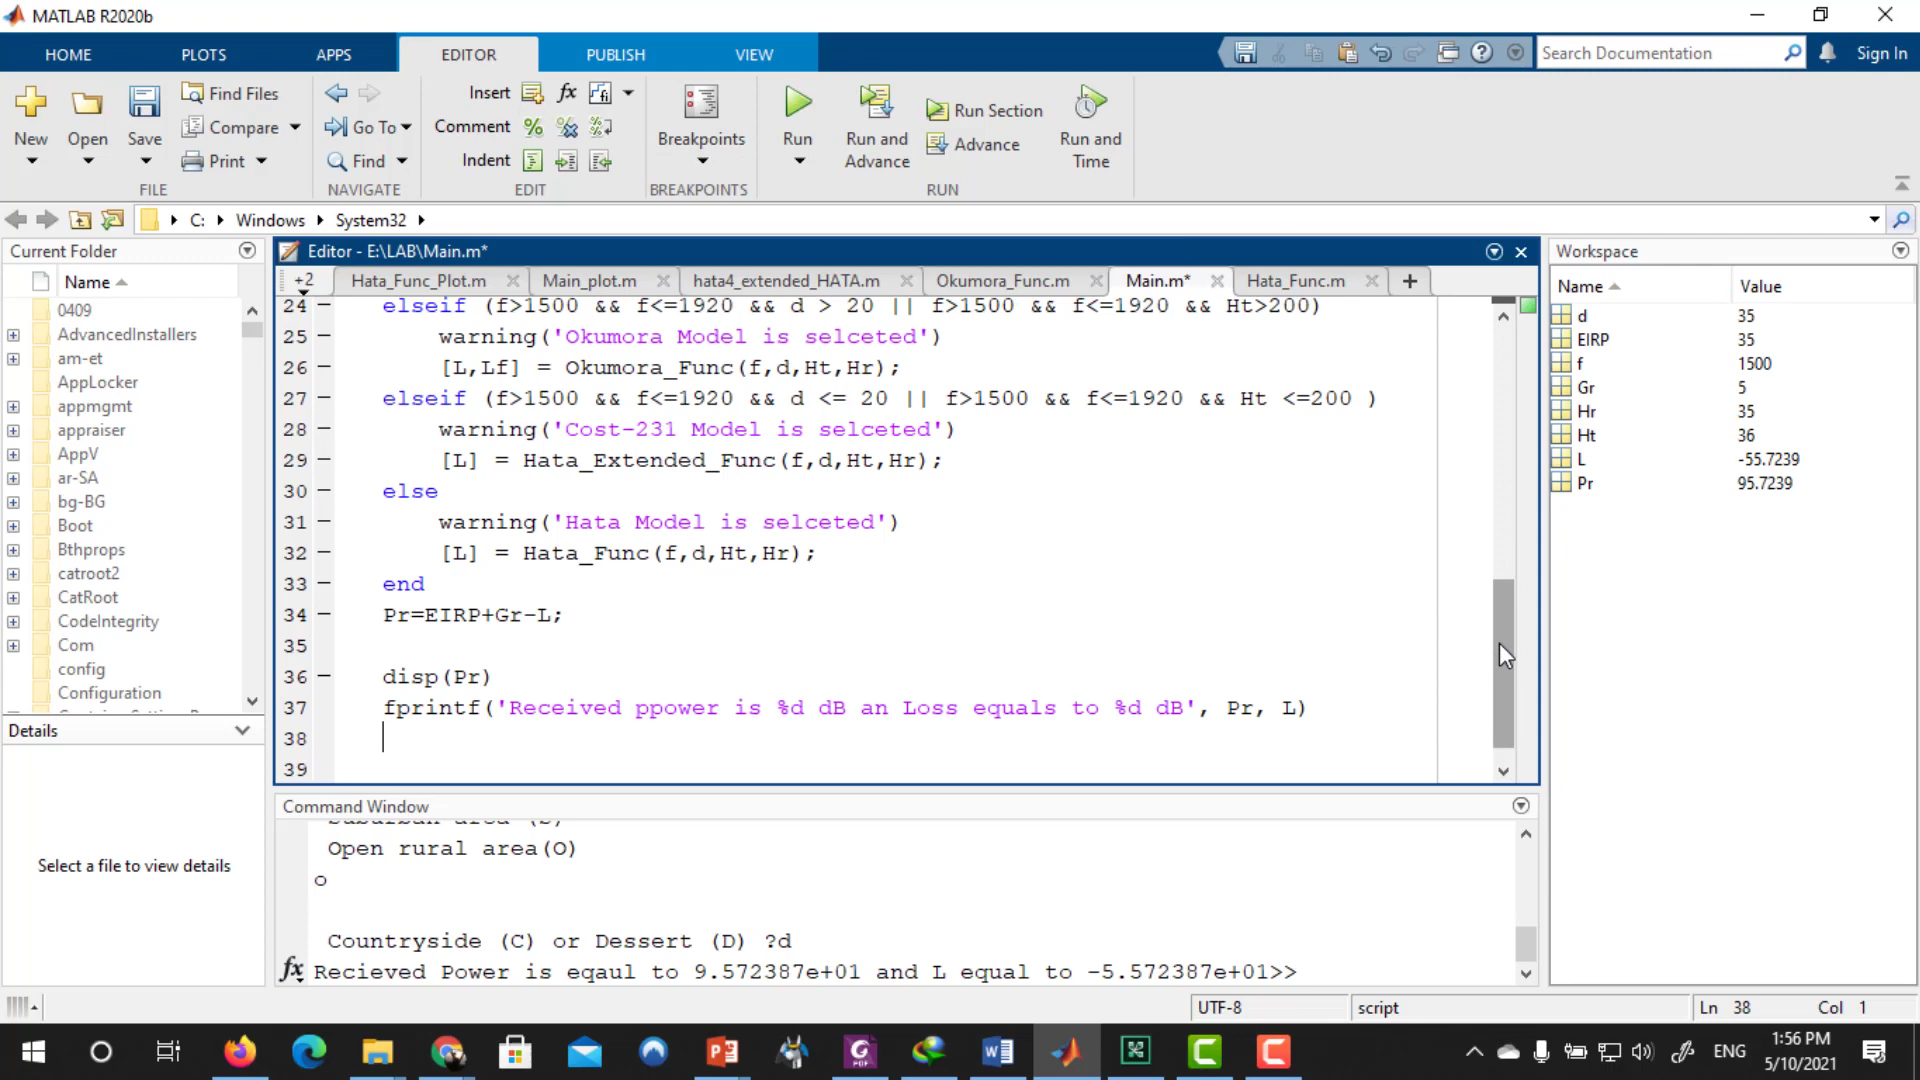 MATLAB R2020b
HOME PLOTS APPS EDITOR PUBLISH VIEW Search Documentation Sign In
New Open Save Find Files Compare Print
Go To Find
Insert fx Comment Indent
Breakpoints
Run Run and Advance Run Section Advance Run and Time
FILE NAVIGATE EDIT BREAKPOINTS RUN
C: Windows System32
Current Folder
Name
0409
AdvancedInstallers
am-et
AppLocker
appmgmt
appraiser
AppV
ar-SA
bg-BG
Boot
Bthprops
catroot2
CatRoot
CodeIntegrity
Com
config
Configuration
Details
Select a file to view details
Editor - E:\LAB\Main.m*
+2 Hata_Func_Plot.m Main_plot.m hata4_extended_HATA.m Okumora_Func.m Main.m* Hata_Func.m
24 elseif (f>1500 && f<=1920 && d > 20 || f>1500 && f<=1920 && Ht>200)
25 warning('Okumora Model is selceted')
26 [L,Lf] = Okumora_Func(f,d,Ht,Hr);
27 elseif (f>1500 && f<=1920 && d <= 20 || f>1500 && f<=1920 && Ht <=200 )
28 warning('Cost-231 Model is selceted')
29 [L] = Hata_Extended_Func(f,d,Ht,Hr);
30 else
31 warning('Hata Model is selceted')
32 [L] = Hata_Func(f,d,Ht,Hr);
33 end
34 Pr=EIRP+Gr-L;
35
36 disp(Pr)
37 fprintf('Received ppower is %d dB an Loss equals to %d dB', Pr, L)
38
39
Command Window
Open rural area(O)
o
Countryside (C) or Dessert (D) ?d
fx Recieved Power is eqaul to 9.572387e+01 and L equal to -5.572387e+01>>
Workspace
Name Value
d 35
EIRP 35
f 1500
Gr 5
Hr 35
Ht 36
L -55.7239
Pr 95.7239
UTF-8 script Ln 38 Col 1
ENG 1:56 PM
5/10/2021